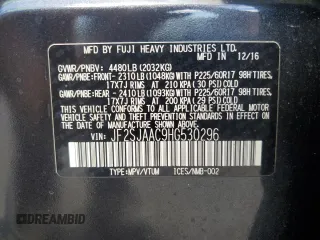 MFD BY FUJI HEAVY INDUSTRIES LTD.
12/16
GVWR/PNBV: 4480LB (2032KG)
GAWR/PNBE: FRONT- 2310LB (1048KG) WITH P225/60R17 98H TIRES,
17X7J RIMS AT 210 KPA (30 PSI) COLD
GAWR/PNBE: REAR - 2410LB (1093KG) WITH P225/60R17 98H TIRES,
17X7J RIMS AT 200 KPA (29 PSI) COLD
THIS VEHICLE CONFORMS TO ALL APPLICABLE
FEDERAL MOTOR VEHICLE SAFETY, BUMPER, AND
THEFT PREVENTION STANDARDS IN EFFECT ON
THE DATE OF MANUFACTURE SHOWN ABOVE.
VIN: JF2SJAAC9HG530296
TYPE: MPV/VTUM
ICES/NMB-002